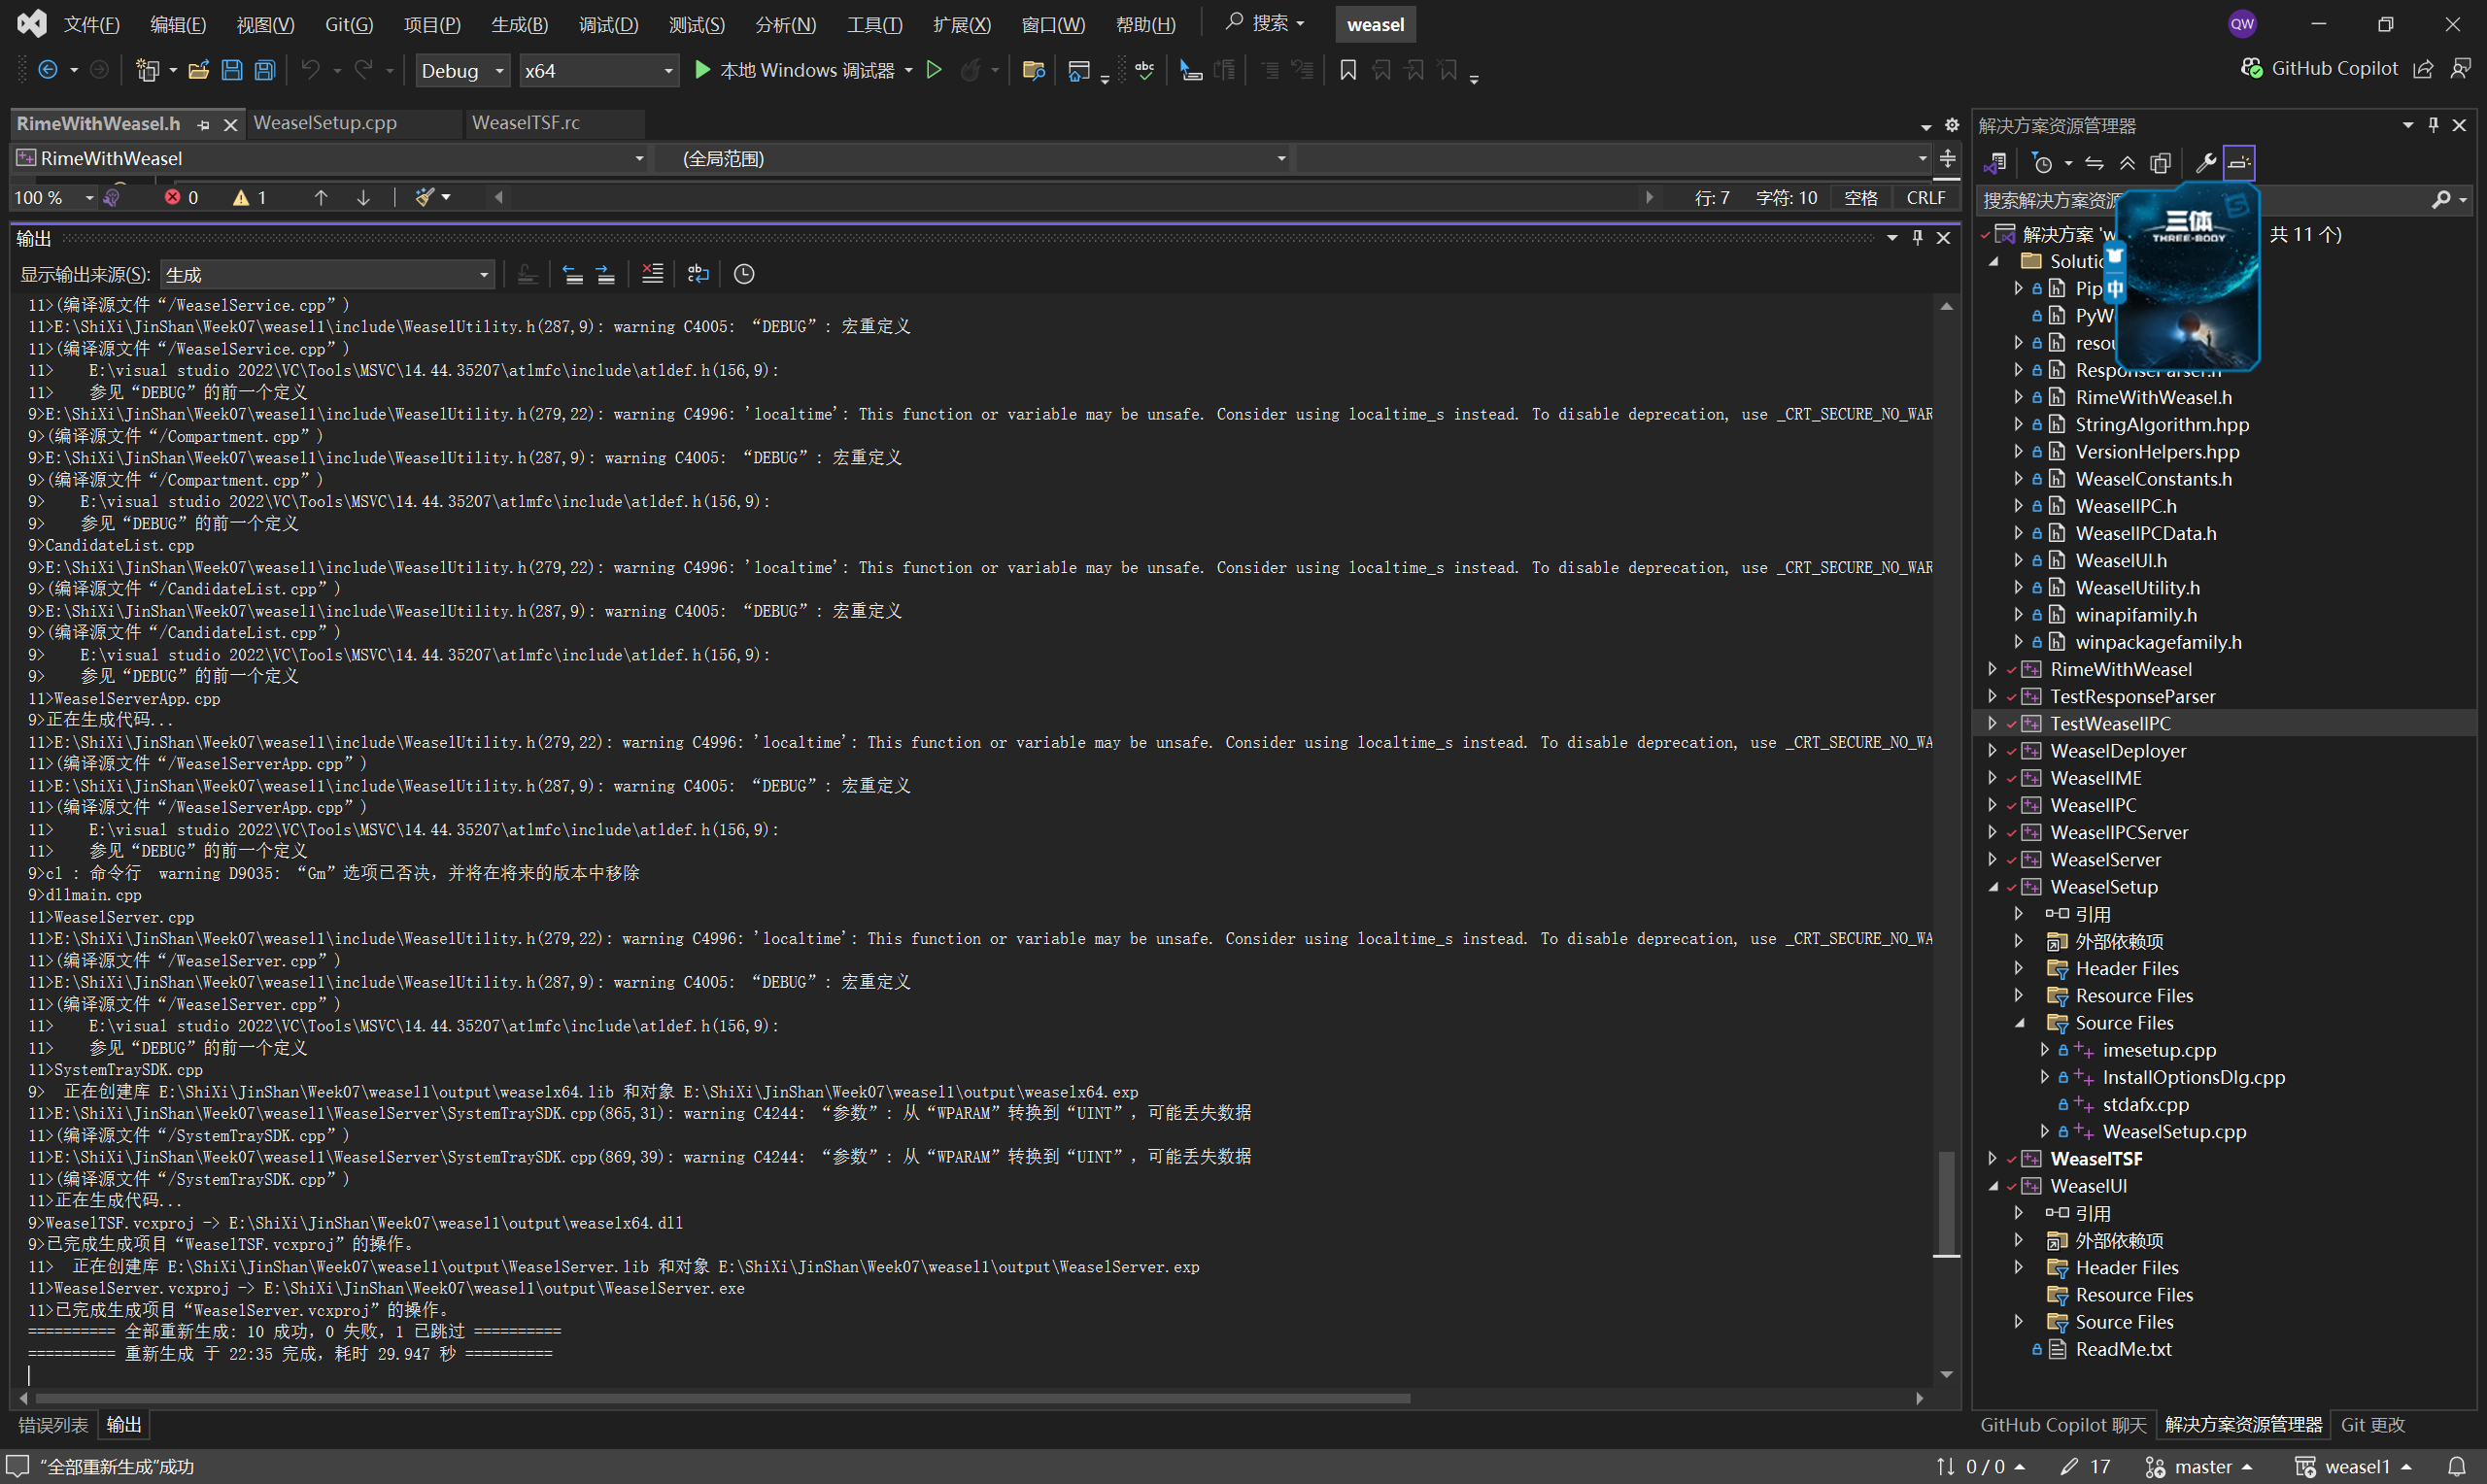 文件(F) 编辑(E) 视图(V) Git(G) 项目(P) 生成(B) 调试(D) 测试(S) 分析(N) 工具(T) 扩展(X) 窗口(W) 帮助(H) 搜索 weasel QW
Debug x64 本地 Windows 调试器 GitHub Copilot
RimeWithWeasel.h WeaselSetup.cpp WeaselTSF.rc
RimeWithWeasel (全局范围)
100 % 0 1 行: 7 字符: 10 空格 CRLF
输出
显示输出来源(S): 生成
11>(编译源文件“/WeaselService.cpp”)
11>E:\ShiXi\JinShan\Week07\weasel1\include\WeaselUtility.h(287,9): warning C4005: “DEBUG”: 宏重定义
11>(编译源文件“/WeaselService.cpp”)
11>    E:\visual studio 2022\VC\Tools\MSVC\14.44.35207\atlmfc\include\atldef.h(156,9):
11>    参见“DEBUG”的前一个定义
9>E:\ShiXi\JinShan\Week07\weasel1\include\WeaselUtility.h(279,22): warning C4996: 'localtime': This function or variable may be unsafe. Consider using localtime_s instead. To disable deprecation, use _CRT_SECURE_NO_WAR
9>(编译源文件“/Compartment.cpp”)
9>E:\ShiXi\JinShan\Week07\weasel1\include\WeaselUtility.h(287,9): warning C4005: “DEBUG”: 宏重定义
9>(编译源文件“/Compartment.cpp”)
9>    E:\visual studio 2022\VC\Tools\MSVC\14.44.35207\atlmfc\include\atldef.h(156,9):
9>    参见“DEBUG”的前一个定义
9>CandidateList.cpp
9>E:\ShiXi\JinShan\Week07\weasel1\include\WeaselUtility.h(279,22): warning C4996: 'localtime': This function or variable may be unsafe. Consider using localtime_s instead. To disable deprecation, use _CRT_SECURE_NO_WAR
9>(编译源文件“/CandidateList.cpp”)
9>E:\ShiXi\JinShan\Week07\weasel1\include\WeaselUtility.h(287,9): warning C4005: “DEBUG”: 宏重定义
9>(编译源文件“/CandidateList.cpp”)
9>    E:\visual studio 2022\VC\Tools\MSVC\14.44.35207\atlmfc\include\atldef.h(156,9):
9>    参见“DEBUG”的前一个定义
11>WeaselServerApp.cpp
9>正在生成代码...
11>E:\ShiXi\JinShan\Week07\weasel1\include\WeaselUtility.h(279,22): warning C4996: 'localtime': This function or variable may be unsafe. Consider using localtime_s instead. To disable deprecation, use _CRT_SECURE_NO_WA
11>(编译源文件“/WeaselServerApp.cpp”)
11>E:\ShiXi\JinShan\Week07\weasel1\include\WeaselUtility.h(287,9): warning C4005: “DEBUG”: 宏重定义
11>(编译源文件“/WeaselServerApp.cpp”)
11>    E:\visual studio 2022\VC\Tools\MSVC\14.44.35207\atlmfc\include\atldef.h(156,9):
11>    参见“DEBUG”的前一个定义
9>cl : 命令行  warning D9035: “Gm”选项已否决，并将在将来的版本中移除
9>dllmain.cpp
11>WeaselServer.cpp
11>E:\ShiXi\JinShan\Week07\weasel1\include\WeaselUtility.h(279,22): warning C4996: 'localtime': This function or variable may be unsafe. Consider using localtime_s instead. To disable deprecation, use _CRT_SECURE_NO_WA
11>(编译源文件“/WeaselServer.cpp”)
11>E:\ShiXi\JinShan\Week07\weasel1\include\WeaselUtility.h(287,9): warning C4005: “DEBUG”: 宏重定义
11>(编译源文件“/WeaselServer.cpp”)
11>    E:\visual studio 2022\VC\Tools\MSVC\14.44.35207\atlmfc\include\atldef.h(156,9):
11>    参见“DEBUG”的前一个定义
11>SystemTraySDK.cpp
9>  正在创建库 E:\ShiXi\JinShan\Week07\weasel1\output\weaselx64.lib 和对象 E:\ShiXi\JinShan\Week07\weasel1\output\weaselx64.exp
11>E:\ShiXi\JinShan\Week07\weasel1\WeaselServer\SystemTraySDK.cpp(865,31): warning C4244: “参数”: 从“WPARAM”转换到“UINT”，可能丢失数据
11>(编译源文件“/SystemTraySDK.cpp”)
11>E:\ShiXi\JinShan\Week07\weasel1\WeaselServer\SystemTraySDK.cpp(869,39): warning C4244: “参数”: 从“WPARAM”转换到“UINT”，可能丢失数据
11>(编译源文件“/SystemTraySDK.cpp”)
11>正在生成代码...
9>WeaselTSF.vcxproj -> E:\ShiXi\JinShan\Week07\weasel1\output\weaselx64.dll
9>已完成生成项目“WeaselTSF.vcxproj”的操作。
11>  正在创建库 E:\ShiXi\JinShan\Week07\weasel1\output\WeaselServer.lib 和对象 E:\ShiXi\JinShan\Week07\weasel1\output\WeaselServer.exp
11>WeaselServer.vcxproj -> E:\ShiXi\JinShan\Week07\weasel1\output\WeaselServer.exe
11>已完成生成项目“WeaselServer.vcxproj”的操作。
========== 全部重新生成: 10 成功，0 失败，1 已跳过 ==========
========== 重新生成 于 22:35 完成，耗时 29.947 秒 ==========
错误列表 输出
解决方案资源管理器
搜索解决方案资源
三体
THREE-BODY
中
解决方案 'w 共 11 个)
Solutio
Pip
PyW
resou
ResponseParser.h
RimeWithWeasel.h
StringAlgorithm.hpp
VersionHelpers.hpp
WeaselConstants.h
WeaselIPC.h
WeaselIPCData.h
WeaselUI.h
WeaselUtility.h
winapifamily.h
winpackagefamily.h
RimeWithWeasel
TestResponseParser
TestWeaselIPC
WeaselDeployer
WeaselIME
WeaselIPC
WeaselIPCServer
WeaselServer
WeaselSetup
引用
外部依赖项
Header Files
Resource Files
Source Files
imesetup.cpp
InstallOptionsDlg.cpp
stdafx.cpp
WeaselSetup.cpp
WeaselTSF
WeaselUI
引用
外部依赖项
Header Files
Resource Files
Source Files
ReadMe.txt
GitHub Copilot 聊天 解决方案资源管理器 Git 更改
“全部重新生成”成功 0 / 0 17 master weasel1